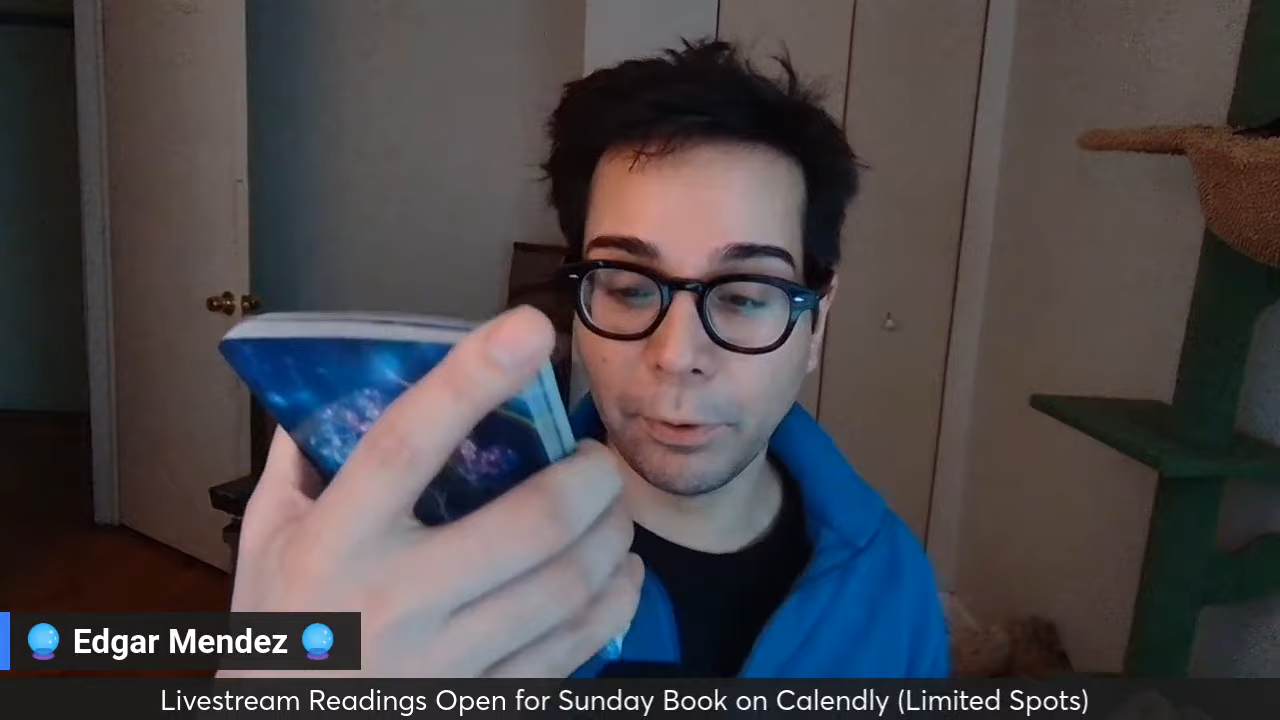 Edgar Mendez
Livestream Readings Open for Sunday Book on Calendly (Limited Spots)